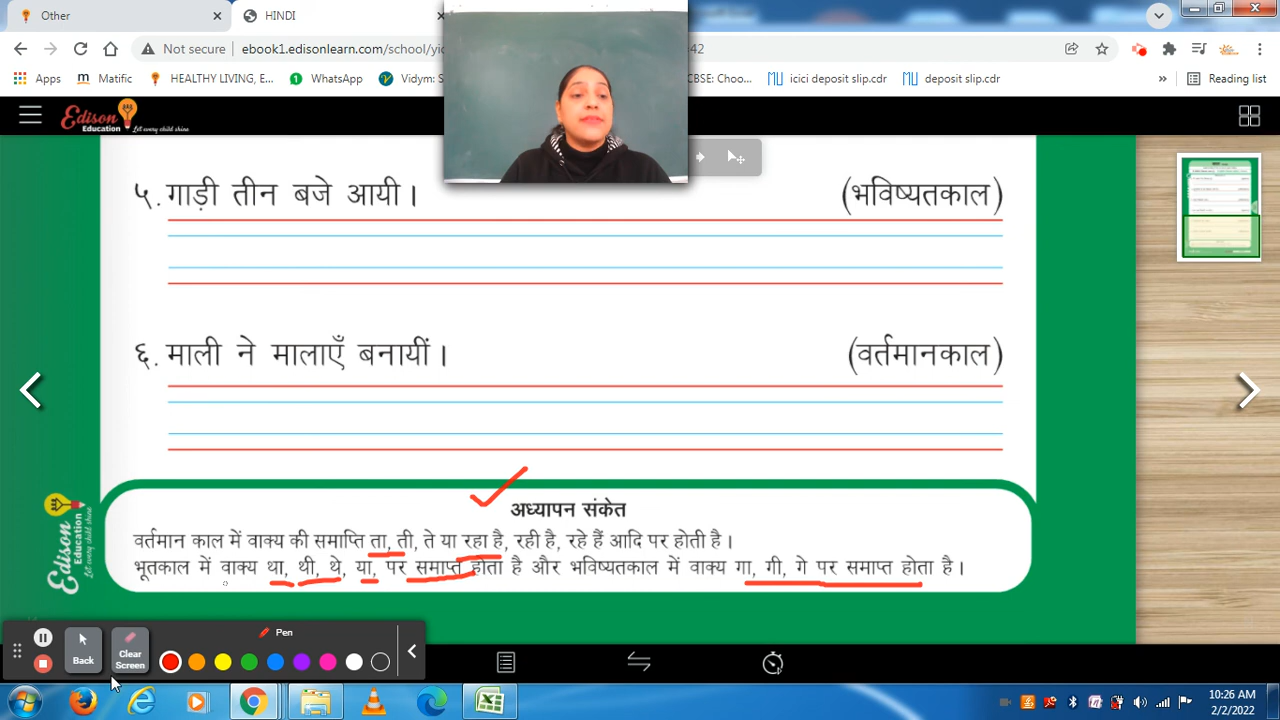 Other
HINDI
Not secure
ebook1.edisonlearn.com/school/yi
=42
Apps
Matific
HEALTHY LIVING, E...
WhatsApp
Vidym: S
CBSE: Choo...
icici deposit slip.cdr
deposit slip.cdr
Reading list
Edison
Education
Let every child shine
५. गाड़ी तीन बजे आयी। (भविष्यतकाल)
६. माली ने मालाएँ बनायीं। (वर्तमानकाल)
अध्यापन संकेत
वर्तमान काल में वाक्य की समाप्ति ता, ती, ते या रहा है, रही है, रहे हैं आदि पर होती है।
भूतकाल में वाक्य था, थी, थे, या, पर समाप्त होता है और भविष्यतकाल में वाक्य गा, गी, गे पर समाप्त होता है।
Edison
Education
Let every child shine
Pen
Back
Clear
Screen
10:26 AM
2/2/2022